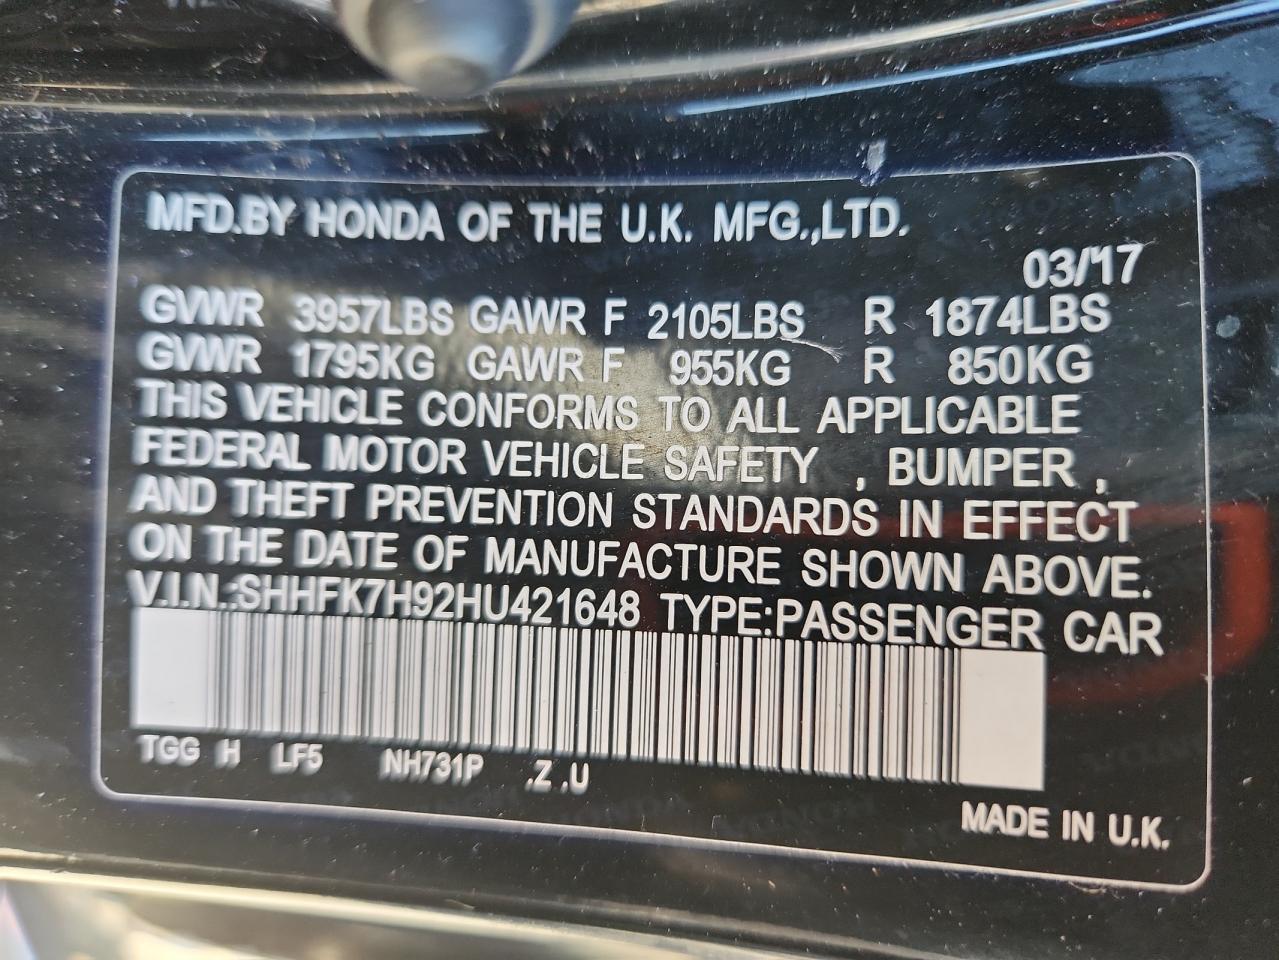 MFD.BY HONDA OF THE U.K. MFG.,LTD.
03/'17
GVWR 3957LBS GAWR F 2105LBS R 1874LBS
GVWR 1795KG GAWR F 955KG R 850KG
THIS VEHICLE CONFORMS TO ALL APPLICABLE
FEDERAL MOTOR VEHICLE SAFETY , BUMPER ,
AND THEFT PREVENTION STANDARDS IN EFFECT
ON THE DATE OF MANUFACTURE SHOWN ABOVE.
V.I.N.:SHHFK7H92HU421648 TYPE:PASSENGER CAR
TGG H LF5 NH731P .Z .U
MADE IN U.K.